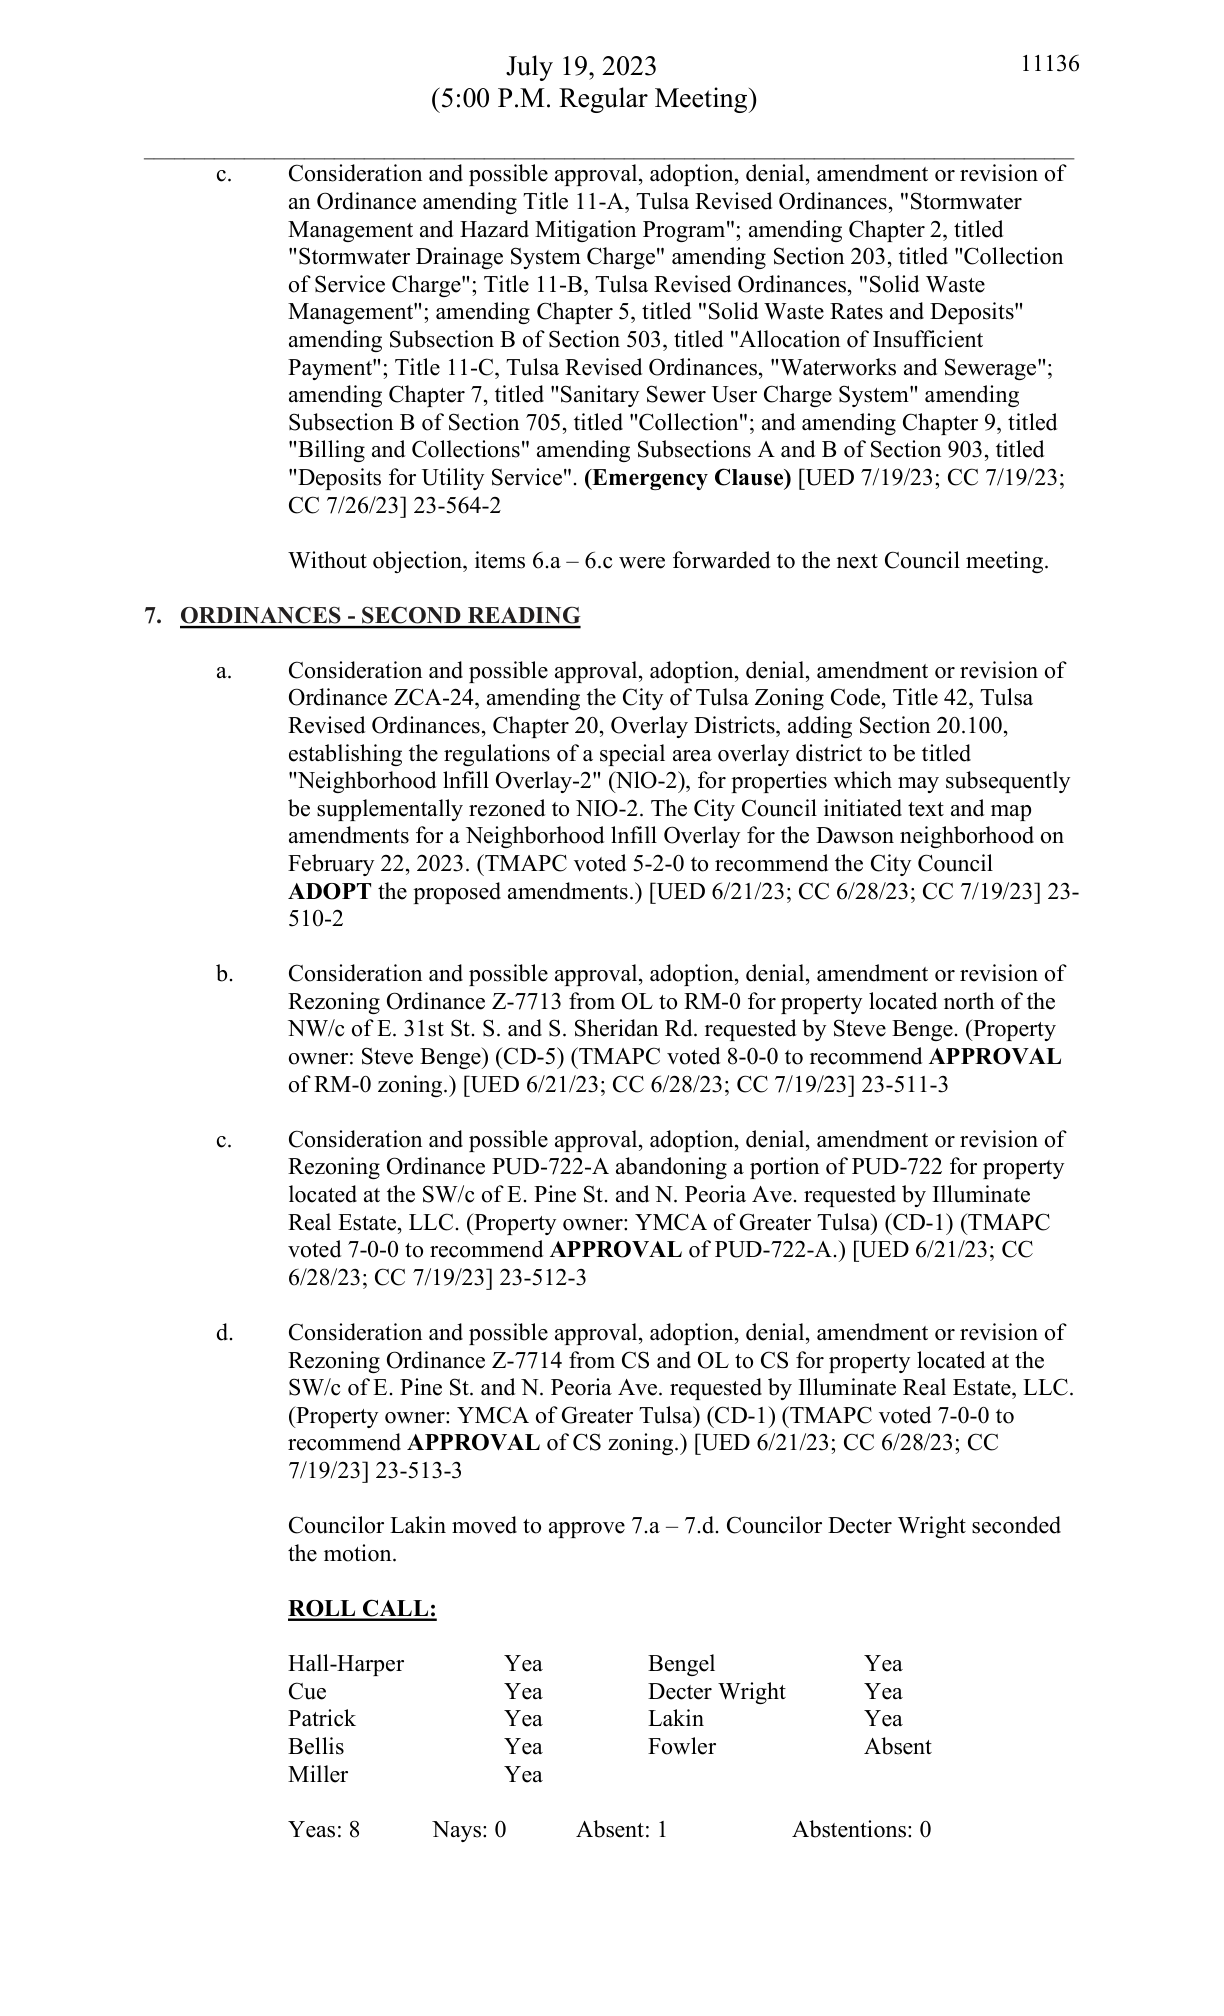 July 19, 2023
11136
(5:00 P.M. Regular Meeting)
c. Consideration and possible approval, adoption, denial, amendment or revision of
an Ordinance amending Title 11-A, Tulsa Revised Ordinances, "Stormwater
Management and Hazard Mitigation Program"; amending Chapter 2, titled
"Stormwater Drainage System Charge" amending Section 203, titled "Collection
of Service Charge"; Title 11-B, Tulsa Revised Ordinances, "Solid Waste
Management"; amending Chapter 5, titled "Solid Waste Rates and Deposits"
amending Subsection B of Section 503, titled "Allocation of Insufficient
Payment"; Title 11-C, Tulsa Revised Ordinances, "Waterworks and Sewerage";
amending Chapter 7, titled "Sanitary Sewer User Charge System" amending
Subsection B of Section 705, titled "Collection"; and amending Chapter 9, titled
"Billing and Collections" amending Subsections A and B of Section 903, titled
"Deposits for Utility Service". (Emergency Clause) [UED 7/19/23; CC 7/19/23;
CC 7/26/23] 23-564-2
Without objection, items 6.a – 6.c were forwarded to the next Council meeting.
7. ORDINANCES - SECOND READING
a. Consideration and possible approval, adoption, denial, amendment or revision of
Ordinance ZCA-24, amending the City of Tulsa Zoning Code, Title 42, Tulsa
Revised Ordinances, Chapter 20, Overlay Districts, adding Section 20.100,
establishing the regulations of a special area overlay district to be titled
"Neighborhood lnfill Overlay-2" (NlO-2), for properties which may subsequently
be supplementally rezoned to NIO-2. The City Council initiated text and map
amendments for a Neighborhood lnfill Overlay for the Dawson neighborhood on
February 22, 2023. (TMAPC voted 5-2-0 to recommend the City Council
ADOPT the proposed amendments.) [UED 6/21/23; CC 6/28/23; CC 7/19/23] 23-
510-2
b. Consideration and possible approval, adoption, denial, amendment or revision of
Rezoning Ordinance Z-7713 from OL to RM-0 for property located north of the
NW/c of E. 31st St. S. and S. Sheridan Rd. requested by Steve Benge. (Property
owner: Steve Benge) (CD-5) (TMAPC voted 8-0-0 to recommend APPROVAL
of RM-0 zoning.) [UED 6/21/23; CC 6/28/23; CC 7/19/23] 23-511-3
c. Consideration and possible approval, adoption, denial, amendment or revision of
Rezoning Ordinance PUD-722-A abandoning a portion of PUD-722 for property
located at the SW/c of E. Pine St. and N. Peoria Ave. requested by Illuminate
Real Estate, LLC. (Property owner: YMCA of Greater Tulsa) (CD-1) (TMAPC
voted 7-0-0 to recommend APPROVAL of PUD-722-A.) [UED 6/21/23; CC
6/28/23; CC 7/19/23] 23-512-3
d. Consideration and possible approval, adoption, denial, amendment or revision of
Rezoning Ordinance Z-7714 from CS and OL to CS for property located at the
SW/c of E. Pine St. and N. Peoria Ave. requested by Illuminate Real Estate, LLC.
(Property owner: YMCA of Greater Tulsa) (CD-1) (TMAPC voted 7-0-0 to
recommend APPROVAL of CS zoning.) [UED 6/21/23; CC 6/28/23; CC
7/19/23] 23-513-3
Councilor Lakin moved to approve 7.a – 7.d. Councilor Decter Wright seconded
the motion.
ROLL CALL:
Hall-Harper Yea Bengel Yea
Cue Yea Decter Wright Yea
Patrick Yea Lakin Yea
Bellis Yea Fowler Absent
Miller Yea
Yeas: 8 Nays: 0 Absent: 1 Abstentions: 0